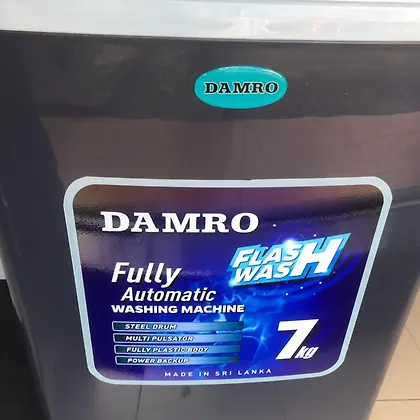 DAMRO
DAMRO
FLASH
WASH
Fully
Automatic
WASHING MACHINE
STEEL DRUM
MULTI PULSATOR
FULLY PLASTIC BODY
POWER BACKUP
7kg
MADE IN SRI LANKA